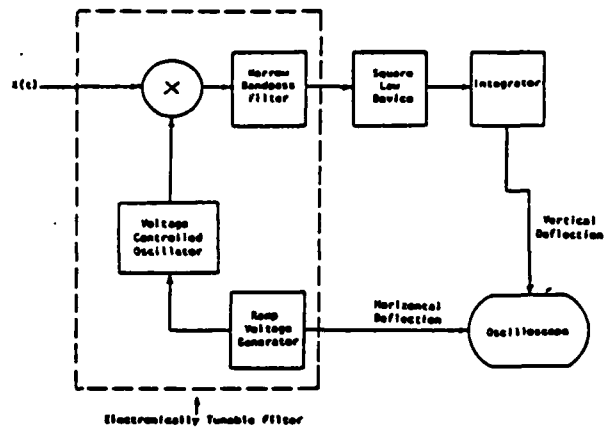 X(t)
X
Narrow
Bandpass
Filter
Square
Law
Device
Integrator
Voltage
Controlled
Oscillator
Vertical
Deflection
Ramp
Voltage
Generator
Horizontal
Deflection
Oscilloscope
Electronically Tunable Filter